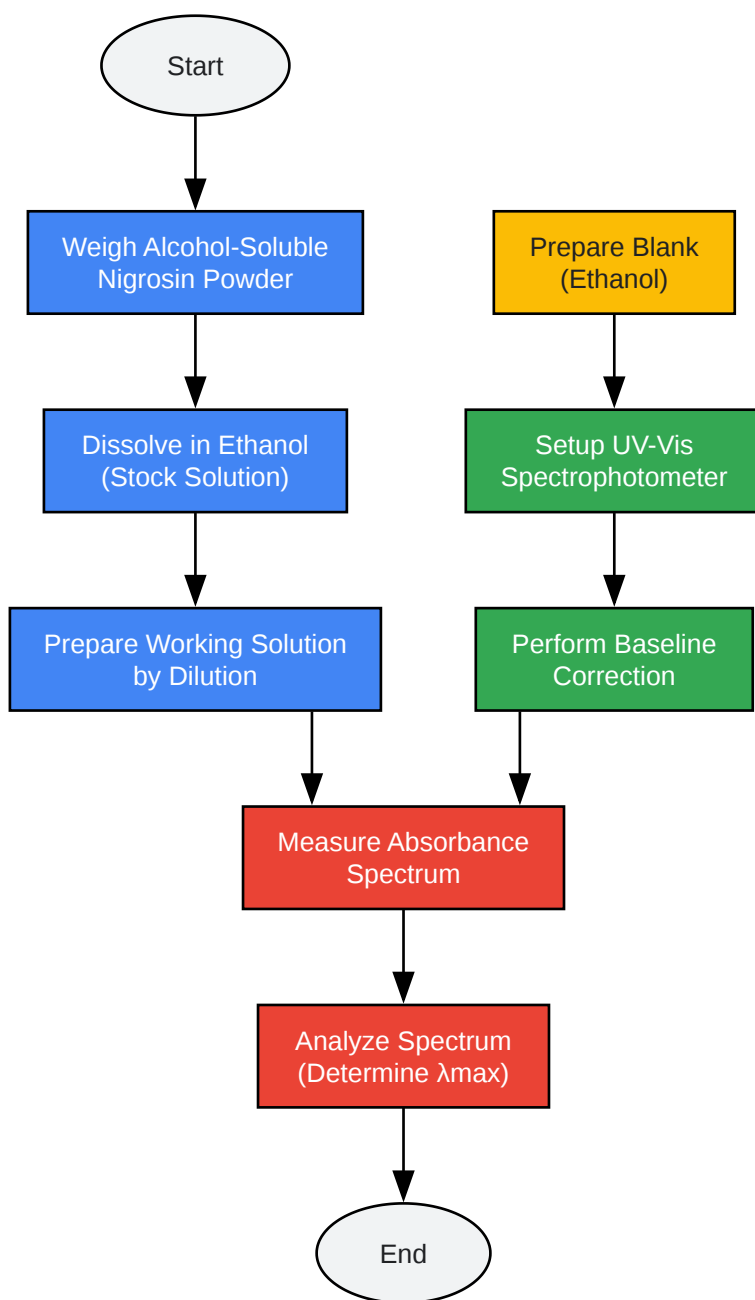 Start
Weigh Alcohol-Soluble
Nigrosin Powder
Prepare Blank
(Ethanol)
Dissolve in Ethanol
(Stock Solution)
Setup UV-Vis
Spectrophotometer
Prepare Working Solution
by Dilution
Perform Baseline
Correction
Measure Absorbance
Spectrum
Analyze Spectrum
(Determine λmax)
End